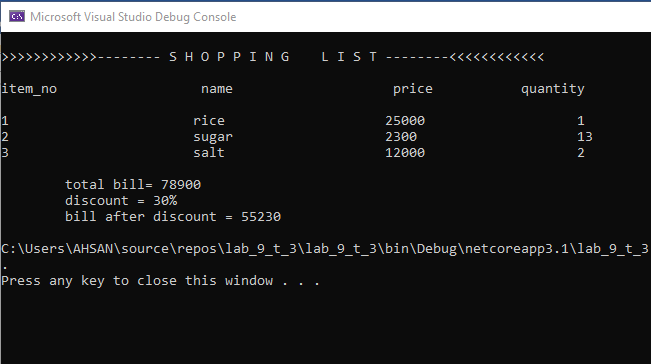 Microsoft Visual Studio Debug Console
>>>>>>>>>>>>-------- S H O P P I N G    L I S T --------<<<<<<<<<<<<
item_no                  name                    price           quantity
1                       rice                    25000                   1
2                       sugar                   2300                   13
3                       salt                    12000                   2
        total bill= 78900
        discount = 30%
        bill after discount = 55230
C:\Users\AHSAN\source\repos\lab_9_t_3\lab_9_t_3\bin\Debug\netcoreapp3.1\lab_9_t_3
.
Press any key to close this window . . .